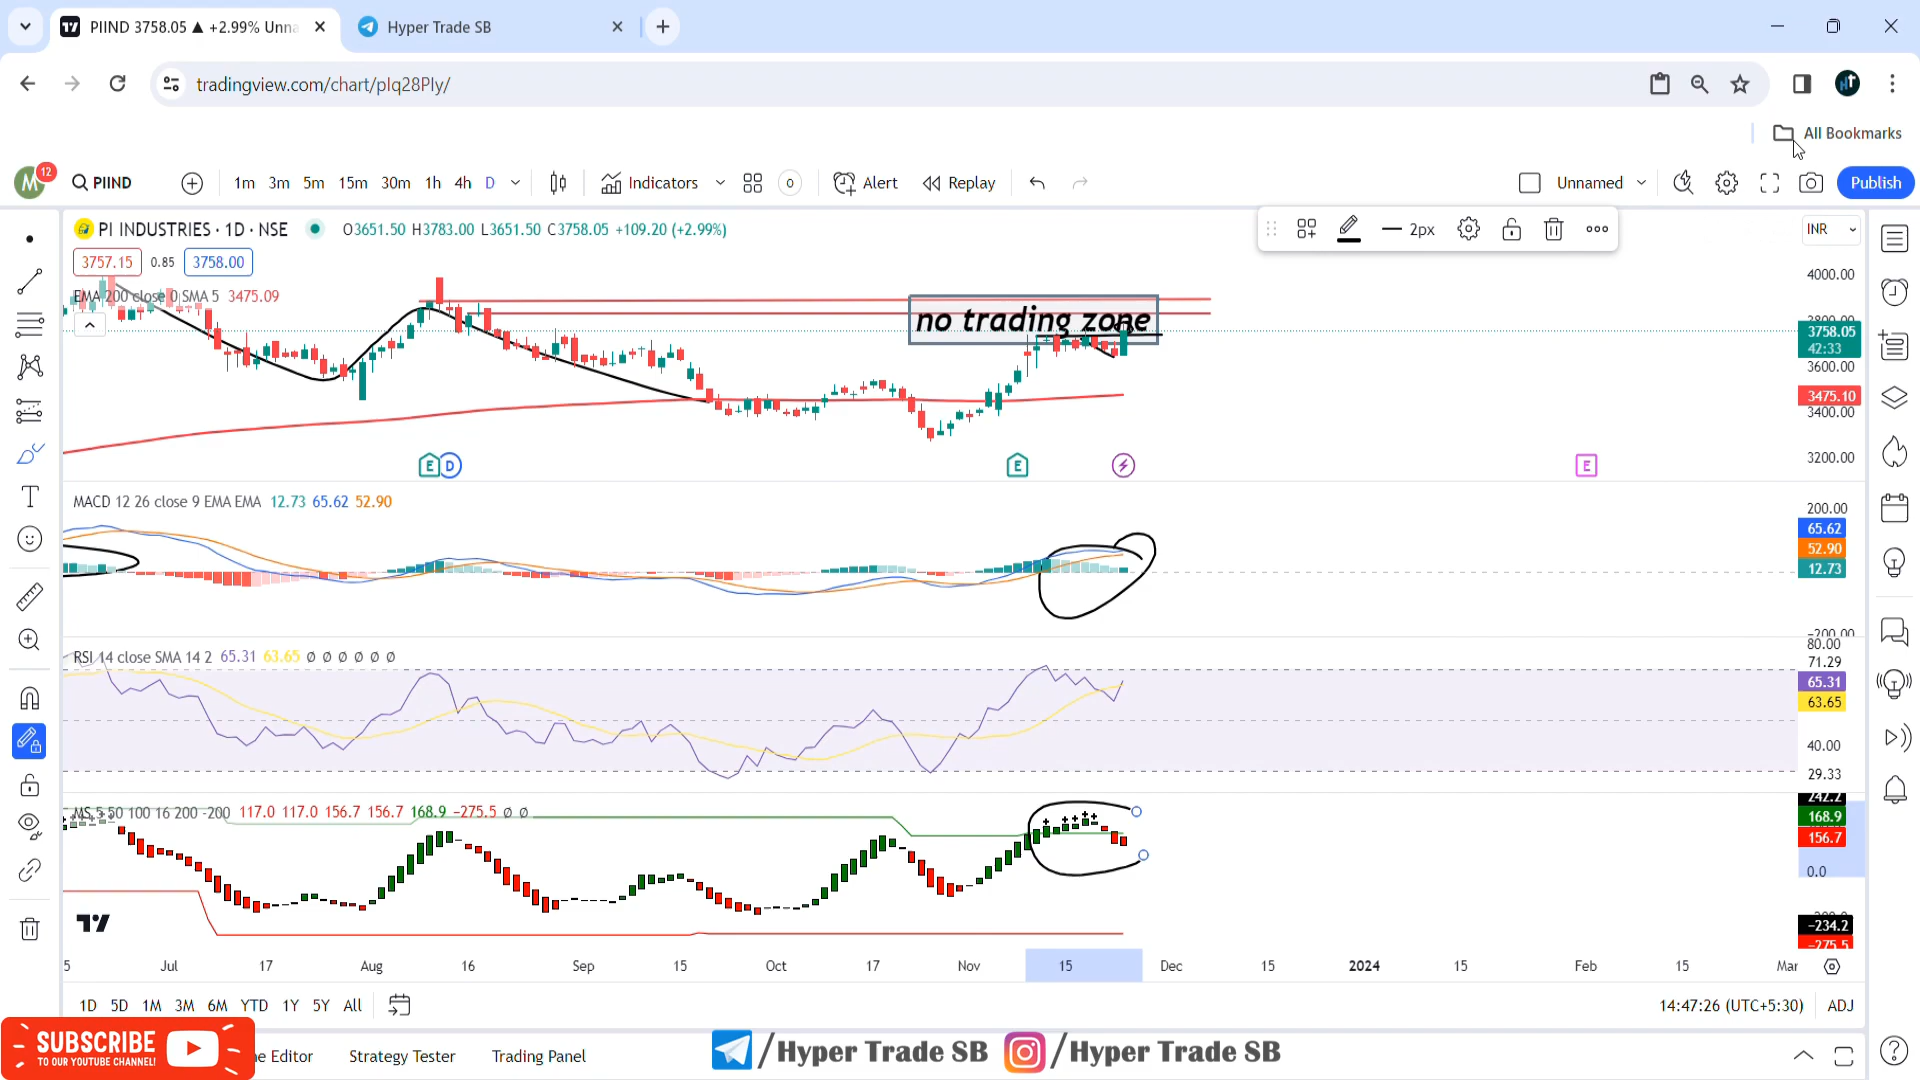 PIIND 3758.05 ▲ +2.99% Unna
Hyper Trade SB
tradingview.com/chart/pIq28PIy/
All Bookmarks
M 12
PIIND
1m 3m 5m 15m 30m 1h 4h D
Indicators
0
Alert
Replay
Unnamed
Publish
PI INDUSTRIES · 1D · NSE O3651.50 H3783.00 L3651.50 C3758.05 +109.20 (+2.99%)
2px
INR
3757.15 0.85 3758.00
EMA 200 close 0 SMA 5 3475.09
no trading zone
4000.00
3758.05
42:33
3600.00
3475.10
3400.00
3200.00
E D E E
MACD 12 26 close 9 EMA EMA 12.73 65.62 52.90
200.00
65.62
52.90
12.73
RSI 14 close SMA 14 2 65.31 63.65 Ø Ø Ø Ø Ø Ø
80.00
71.29
65.31
63.65
40.00
29.33
MS 5 50 100 16 200 -200 117.0 117.0 156.7 156.7 168.9 −275.5 Ø Ø
242.2
168.9
156.7
0.0
−234.2
−275.5
5 Jul 17 Aug 16 Sep 15 Oct 17 Nov 15 Dec 15 2024 15 Feb 15 Mar
1D 5D 1M 3M 6M YTD 1Y 5Y All
14:47:26 (UTC+5:30) ADJ
SUBSCRIBE
TO OUR YOUTUBE CHANNEL!
ne Editor Strategy Tester Trading Panel
/Hyper Trade SB /Hyper Trade SB